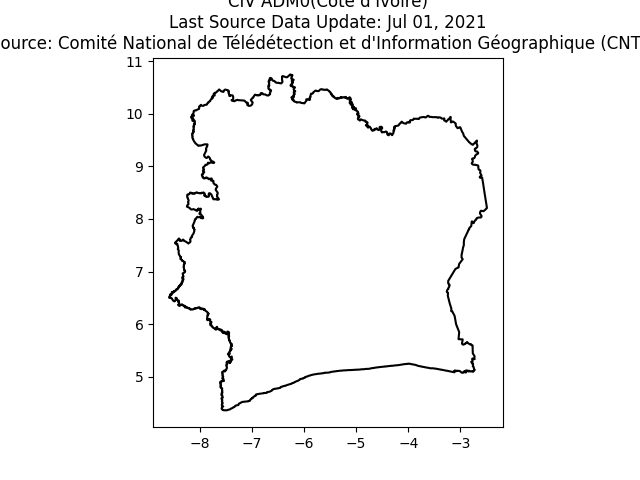 CIV ADM0(Côte d'Ivoire)
Last Source Data Update: Jul 01, 2021
ource: Comité National de Télédétection et d'Information Géographique (CNT
11
10
9
8
7
6
5
−8 −7 −6 −5 −4 −3